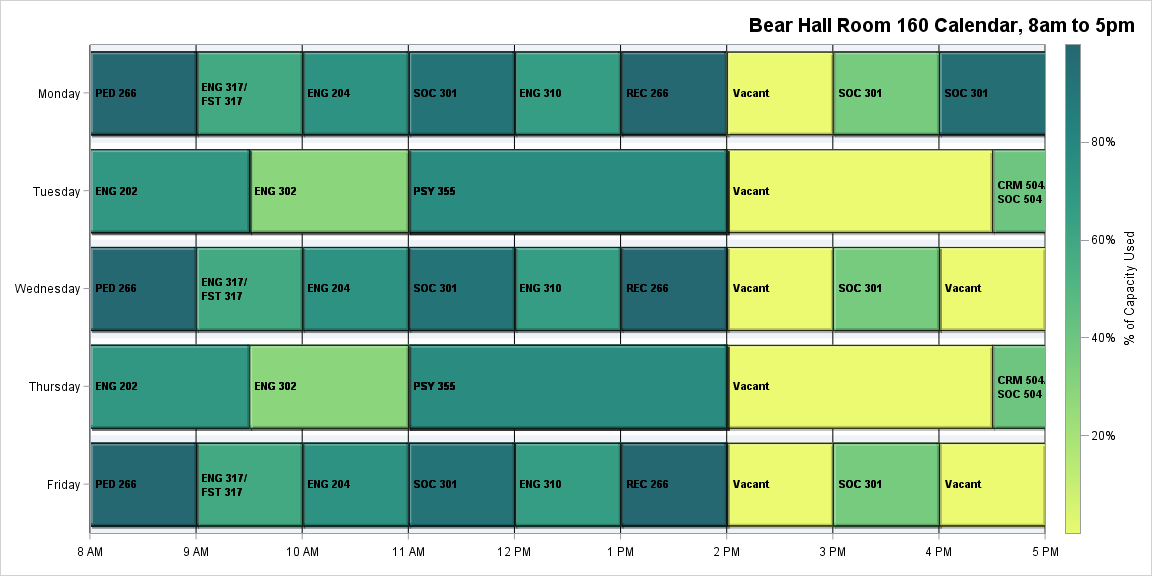 Bear Hall Room 160 Calendar, 8am to 5pm
Monday
PED 266
ENG 317/
FST 317
ENG 204
SOC 301
ENG 310
REC 266
Vacant
SOC 301
SOC 301
Tuesday
ENG 202
ENG 302
PSY 355
Vacant
CRM 504
SOC 504
Wednesday
PED 266
ENG 317/
FST 317
ENG 204
SOC 301
ENG 310
REC 266
Vacant
SOC 301
Vacant
Thursday
ENG 202
ENG 302
PSY 355
Vacant
CRM 504
SOC 504
Friday
PED 266
ENG 317/
FST 317
ENG 204
SOC 301
ENG 310
REC 266
Vacant
SOC 301
Vacant
8 AM
9 AM
10 AM
11 AM
12 PM
1 PM
2 PM
3 PM
4 PM
5 PM
80%
60%
40%
20%
% of Capacity Used